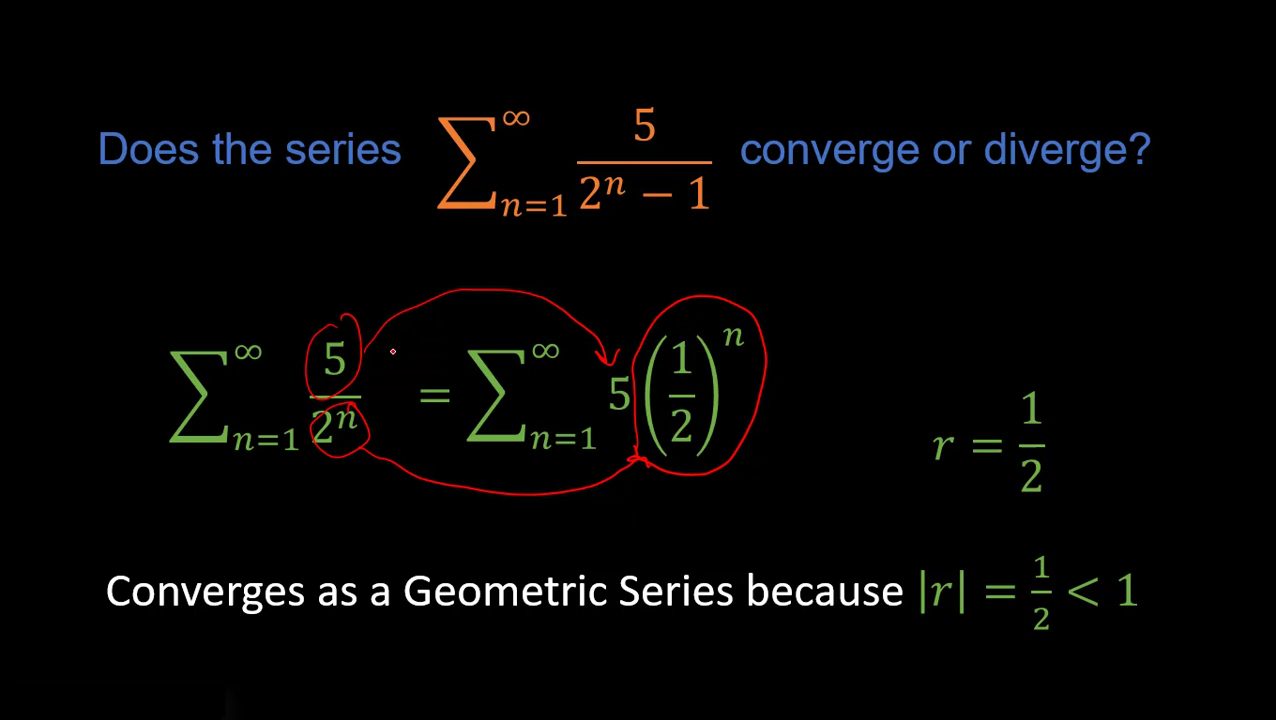 Does the series ∑_{n=1}^{∞} 5/(2^n − 1) converge or diverge?
∑_{n=1}^{∞} 5/2^n = ∑_{n=1}^{∞} 5(1/2)^n
r = 1/2
Converges as a Geometric Series because |r| = 1/2 < 1